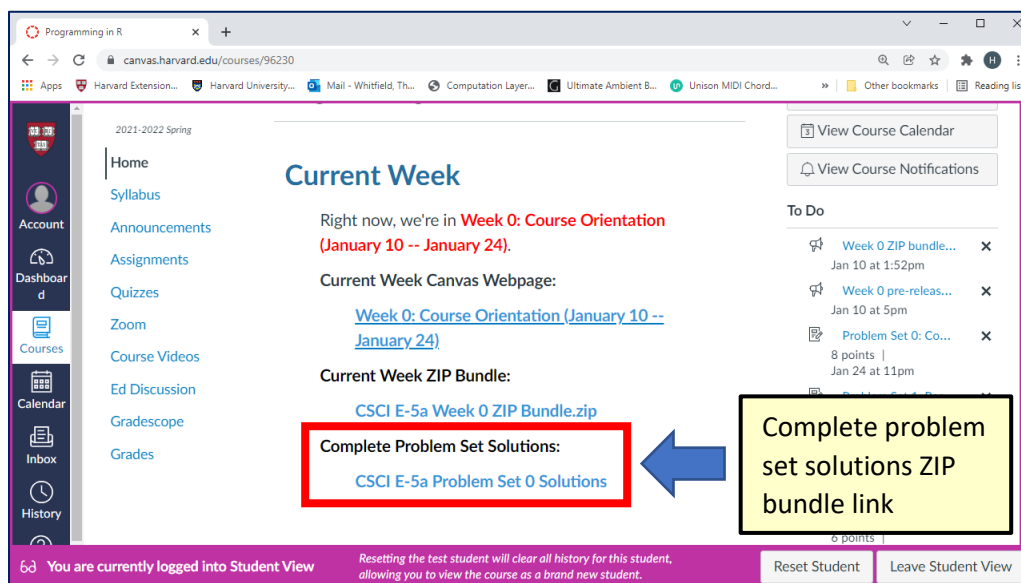 Programming in R
canvas.harvard.edu/courses/96230
Apps Harvard Extension... Harvard University... Mail - Whitfield, Th... Computation Layer... Ultimate Ambient B... Unison MIDI Chord... » Other bookmarks Reading lis
2021-2022 Spring
Home
Syllabus
Announcements
Assignments
Quizzes
Zoom
Course Videos
Ed Discussion
Gradescope
Grades
Account
Dashboar
d
Courses
Calendar
Inbox
History
Current Week
Right now, we're in Week 0: Course Orientation
(January 10 -- January 24).
Current Week Canvas Webpage:
Week 0: Course Orientation (January 10 --
January 24)
Current Week ZIP Bundle:
CSCI E-5a Week 0 ZIP Bundle.zip
Complete Problem Set Solutions:
CSCI E-5a Problem Set 0 Solutions
View Course Calendar
View Course Notifications
To Do
Week 0 ZIP bundle...
Jan 10 at 1:52pm
Week 0 pre-releas...
Jan 10 at 5pm
Problem Set 0: Co...
8 points |
Jan 24 at 11pm
Complete problem
set solutions ZIP
bundle link
6 points |
You are currently logged into Student View
Resetting the test student will clear all history for this student,
allowing you to view the course as a brand new student.
Reset Student
Leave Student View